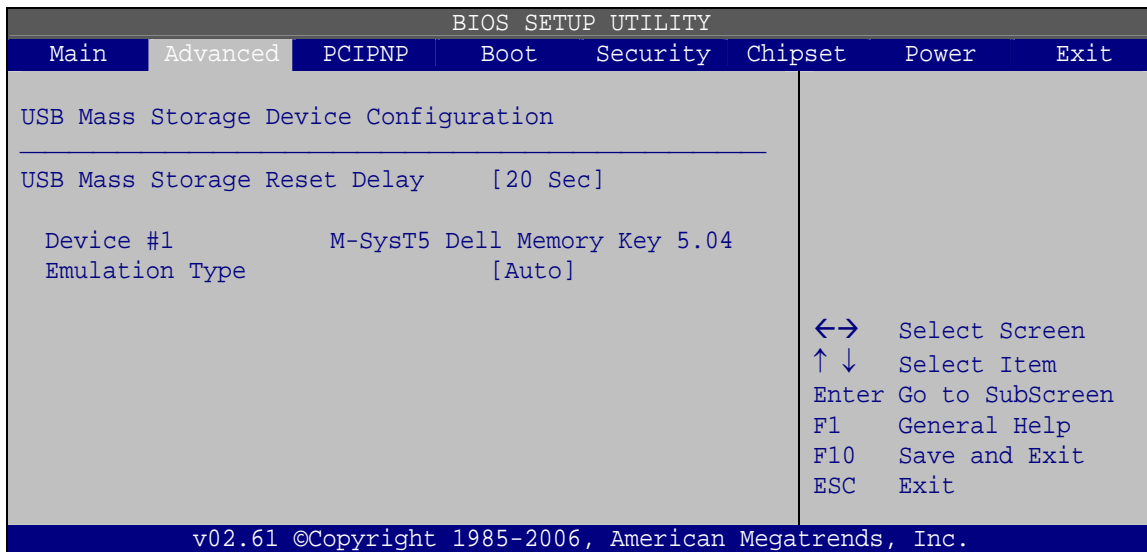 BIOS SETUP UTILITY
Main Advanced PCIPNP Boot Security Chipset Power Exit
USB Mass Storage Device Configuration
USB Mass Storage Reset Delay [20 Sec]
Device #1 M-SysT5 Dell Memory Key 5.04
Emulation Type [Auto]
←→ Select Screen
↑ ↓ Select Item
Enter Go to SubScreen
F1 General Help
F10 Save and Exit
ESC Exit
v02.61 ©Copyright 1985-2006, American Megatrends, Inc.